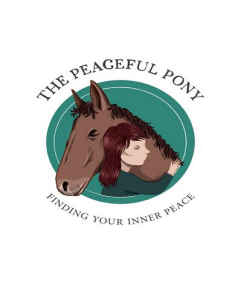 THE PEACEFUL PONY
FINDING YOUR INNER PEACE